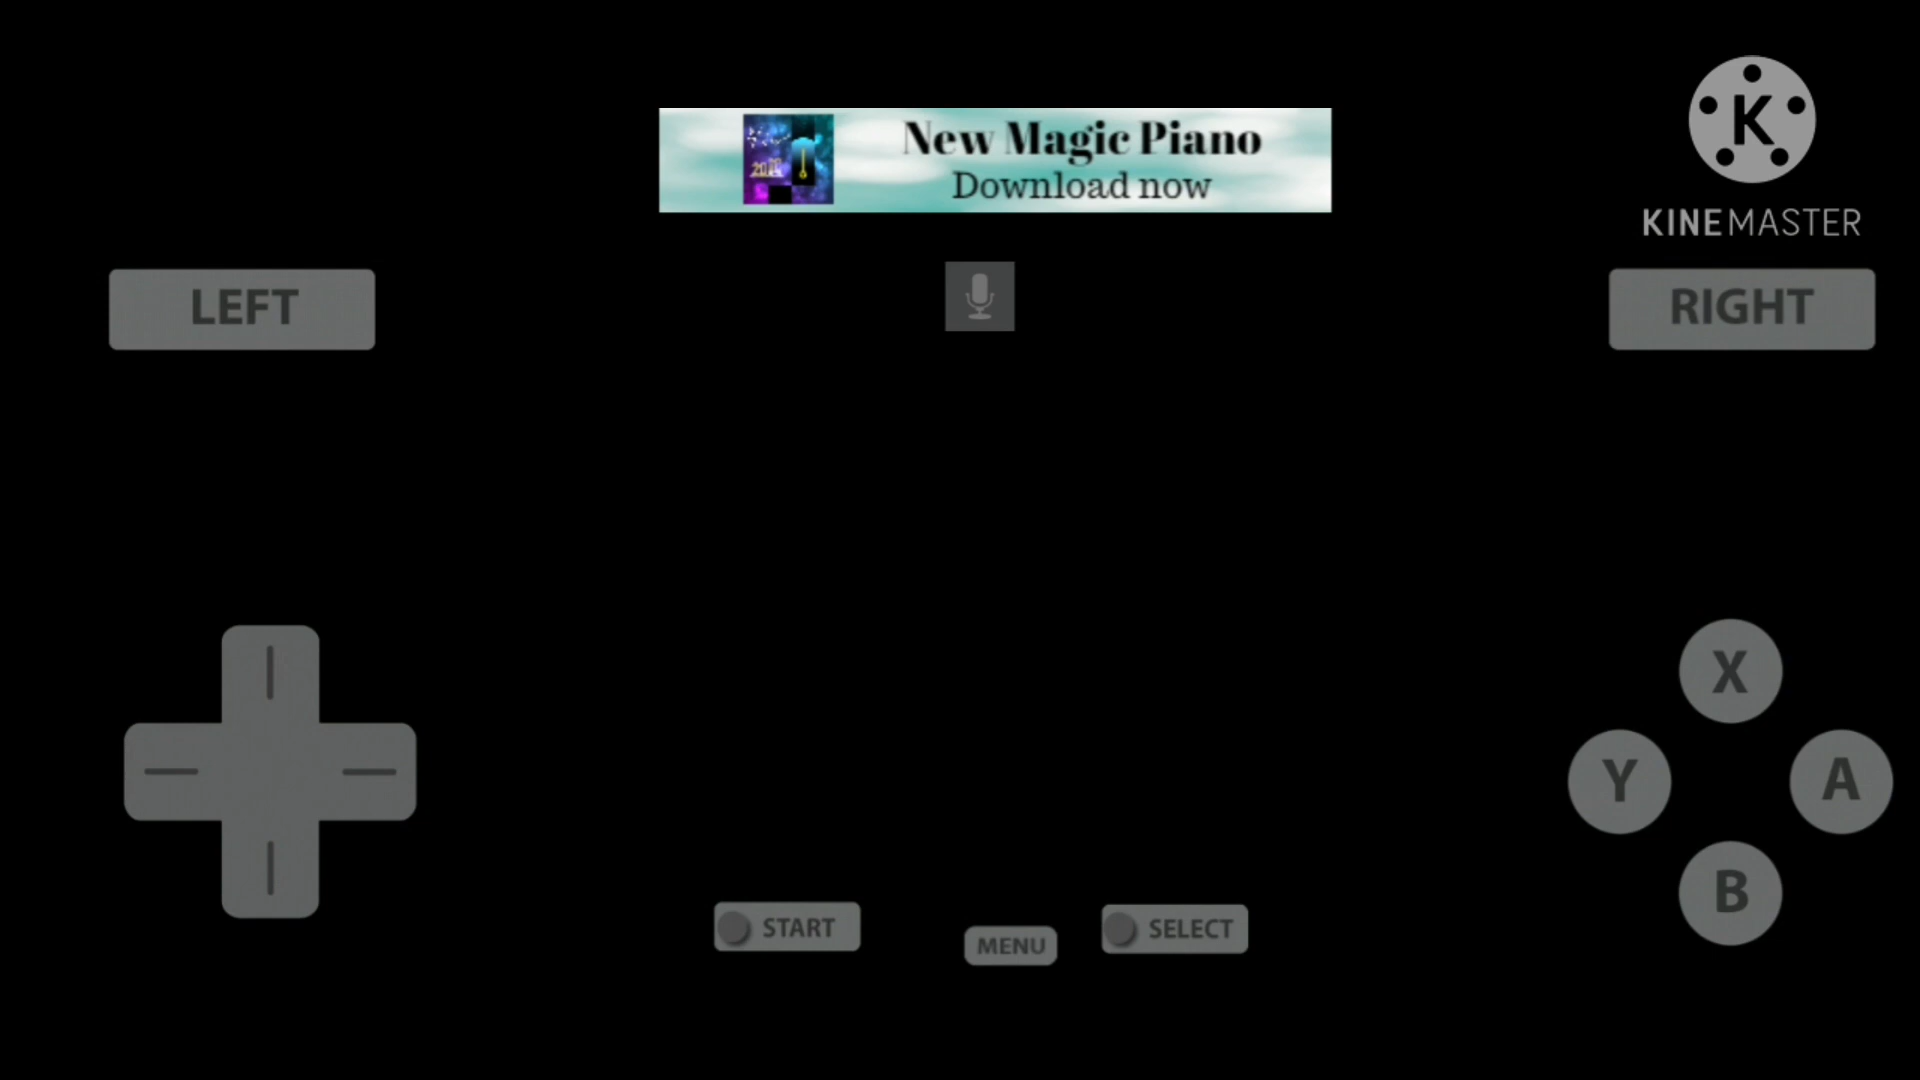 New Magic Piano
Download now
K
KINEMASTER
LEFT
RIGHT
X
Y
A
B
START
SELECT
MENU